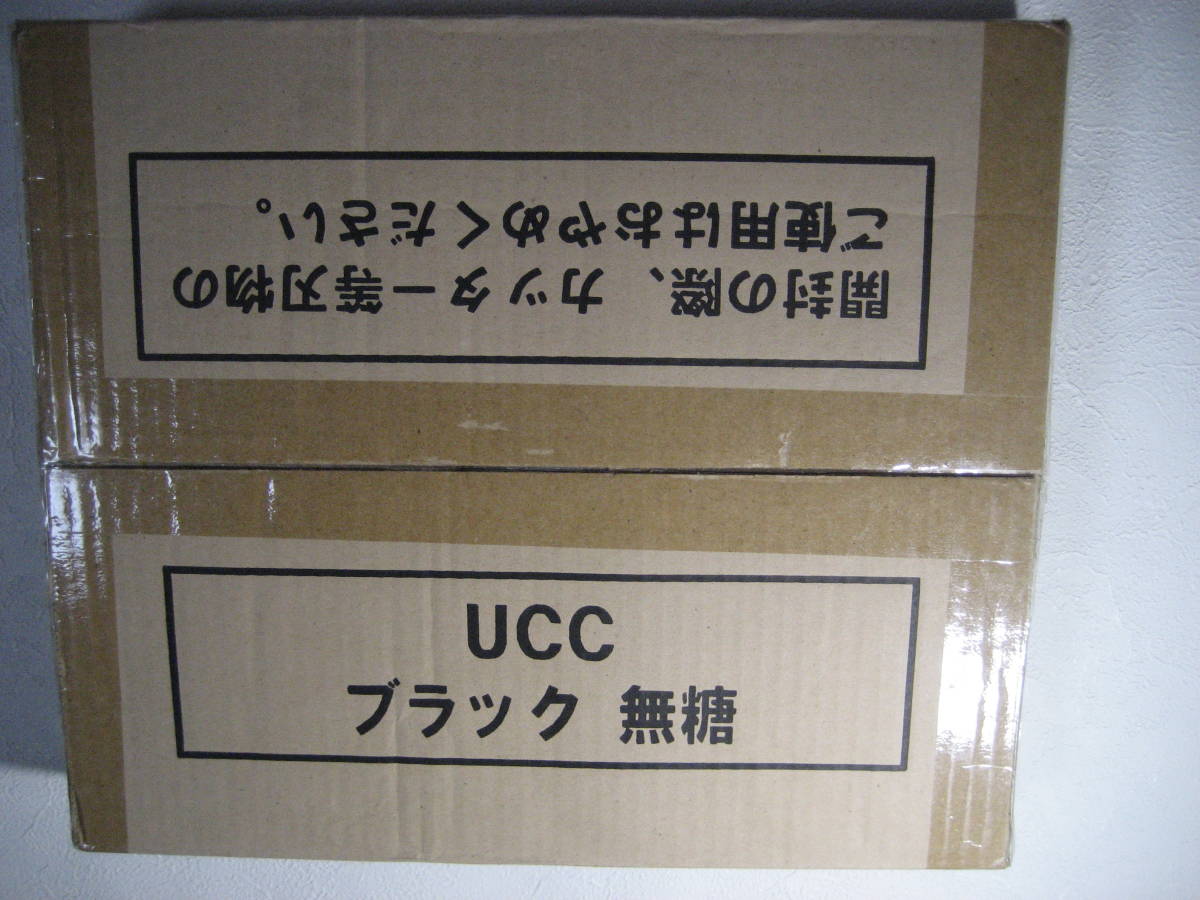 開封の際、カッター等刃物の
ご使用はおやめください。
UCC
ブラック 無糖